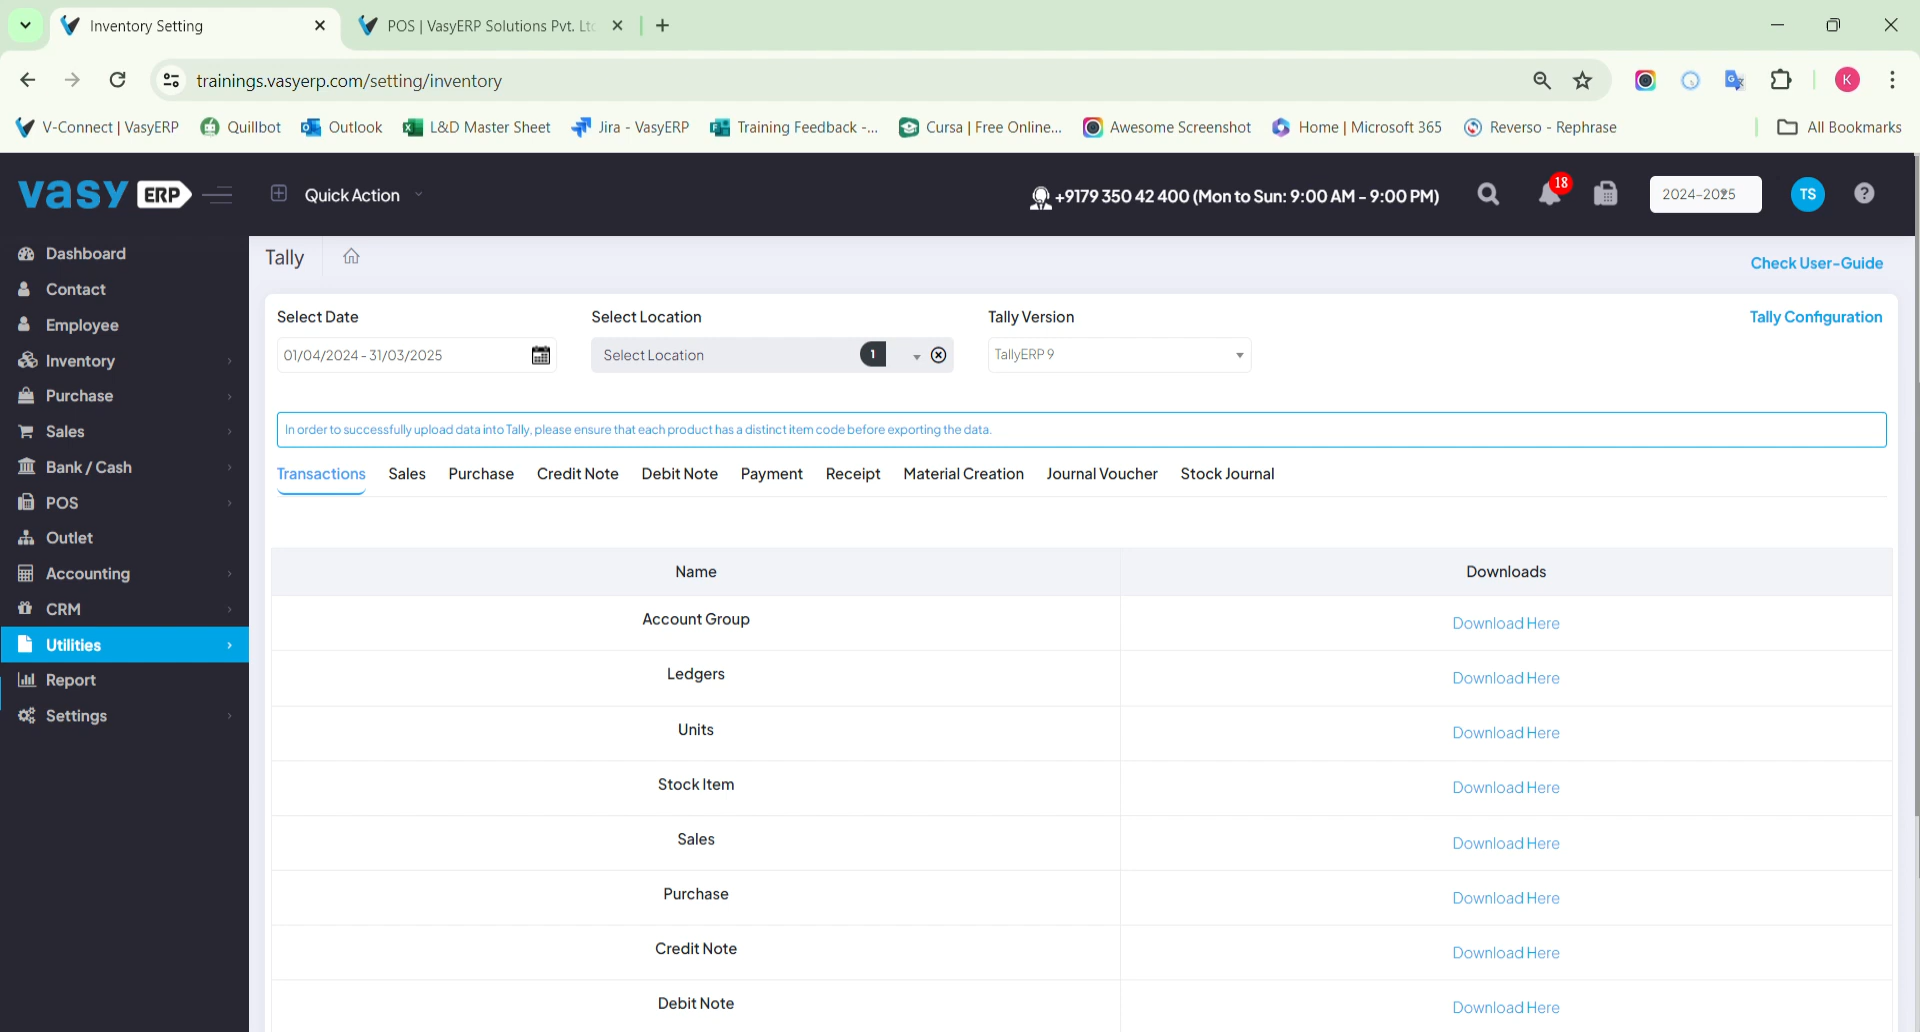 Inventory Setting
POS | VasyERP Solutions Pvt. Lt
trainings.vasyerp.com/setting/inventory
K
V-Connect | VasyERP
Quillbot
Outlook
L&D Master Sheet
Jira - VasyERP
Training Feedback -...
Cursa | Free Online...
Awesome Screenshot
Home | Microsoft 365
Reverso - Rephrase
All Bookmarks
vasy ERP
Quick Action
+9179 350 42 400 (Mon to Sun: 9:00 AM - 9:00 PM)
18
2024-2025
TS
Dashboard
Contact
Employee
Inventory
Purchase
Sales
Bank / Cash
POS
Outlet
Accounting
CRM
Utilities
Report
Settings
Tally
Check User-Guide
Select Date
Select Location
Tally Version
Tally Configuration
01/04/2024 - 31/03/2025
Select Location
1
TallyERP 9
In order to successfully upload data into Tally, please ensure that each product has a distinct item code before exporting the data.
Transactions
Sales
Purchase
Credit Note
Debit Note
Payment
Receipt
Material Creation
Journal Voucher
Stock Journal
Name
Downloads
Account Group
Download Here
Ledgers
Download Here
Units
Download Here
Stock Item
Download Here
Sales
Download Here
Purchase
Download Here
Credit Note
Download Here
Debit Note
Download Here